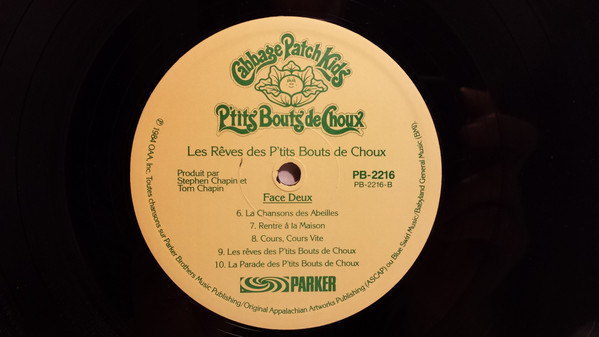 Cabbage Patch Kids
P'tits Bouts de Choux
Les Rêves des P'tits Bouts de Choux
Produit par
Stephen Chapin et
Tom Chapin
PB-2216
PB-2216-B
Face Deux
6. La Chansons des Abeilles
7. Rentre à la Maison
8. Cours, Cours Vite
9. Les rêves des P'tits Bouts de Choux
10. La Parade des P'tits Bouts de Choux
PARKER
℗ 1984 OAA, Inc. Toutes chansons sur Parker Brothers Music Publishing/Original Appalachian Artworks Publishing (ASCAP) ou Blue Swirl Music/Babyland General Music (BMI).